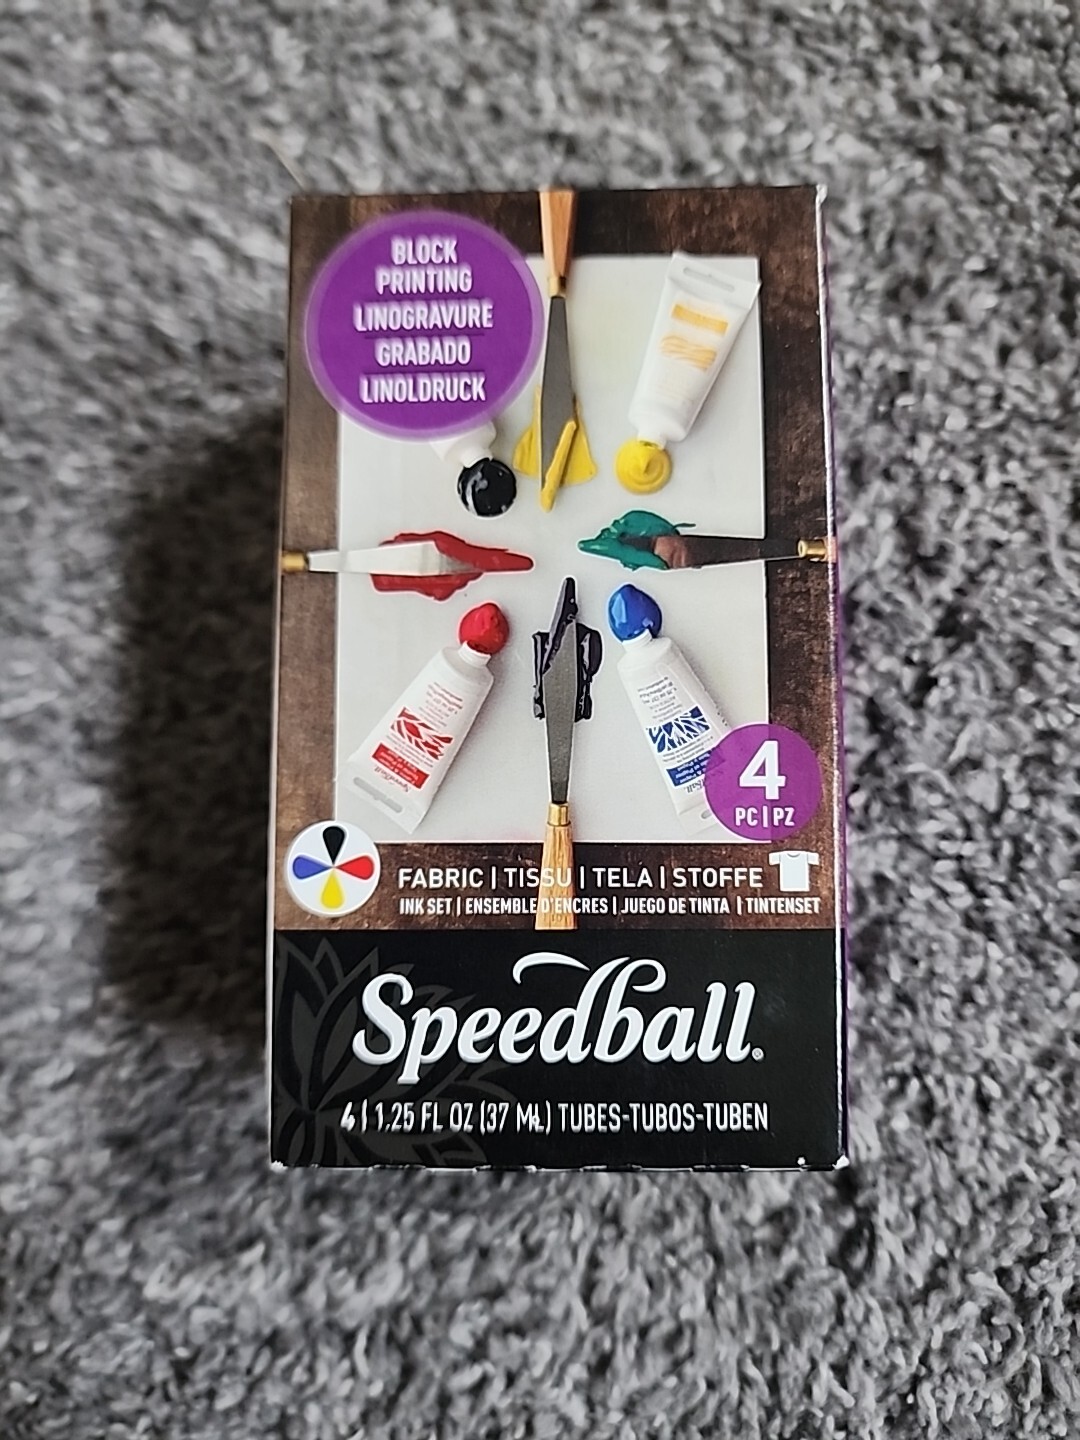 BLOCK
PRINTING
LINOGRAVURE
GRABADO
LINOLDRUCK
4
PC|PZ
FABRIC | TISSU | TELA | STOFFE
INK SET | ENSEMBLE D'ENCRES | JUEGO DE TINTA | TINTENSET
Speedball®
4 | 1.25 FL OZ (37 ML) TUBES-TUBOS-TUBEN